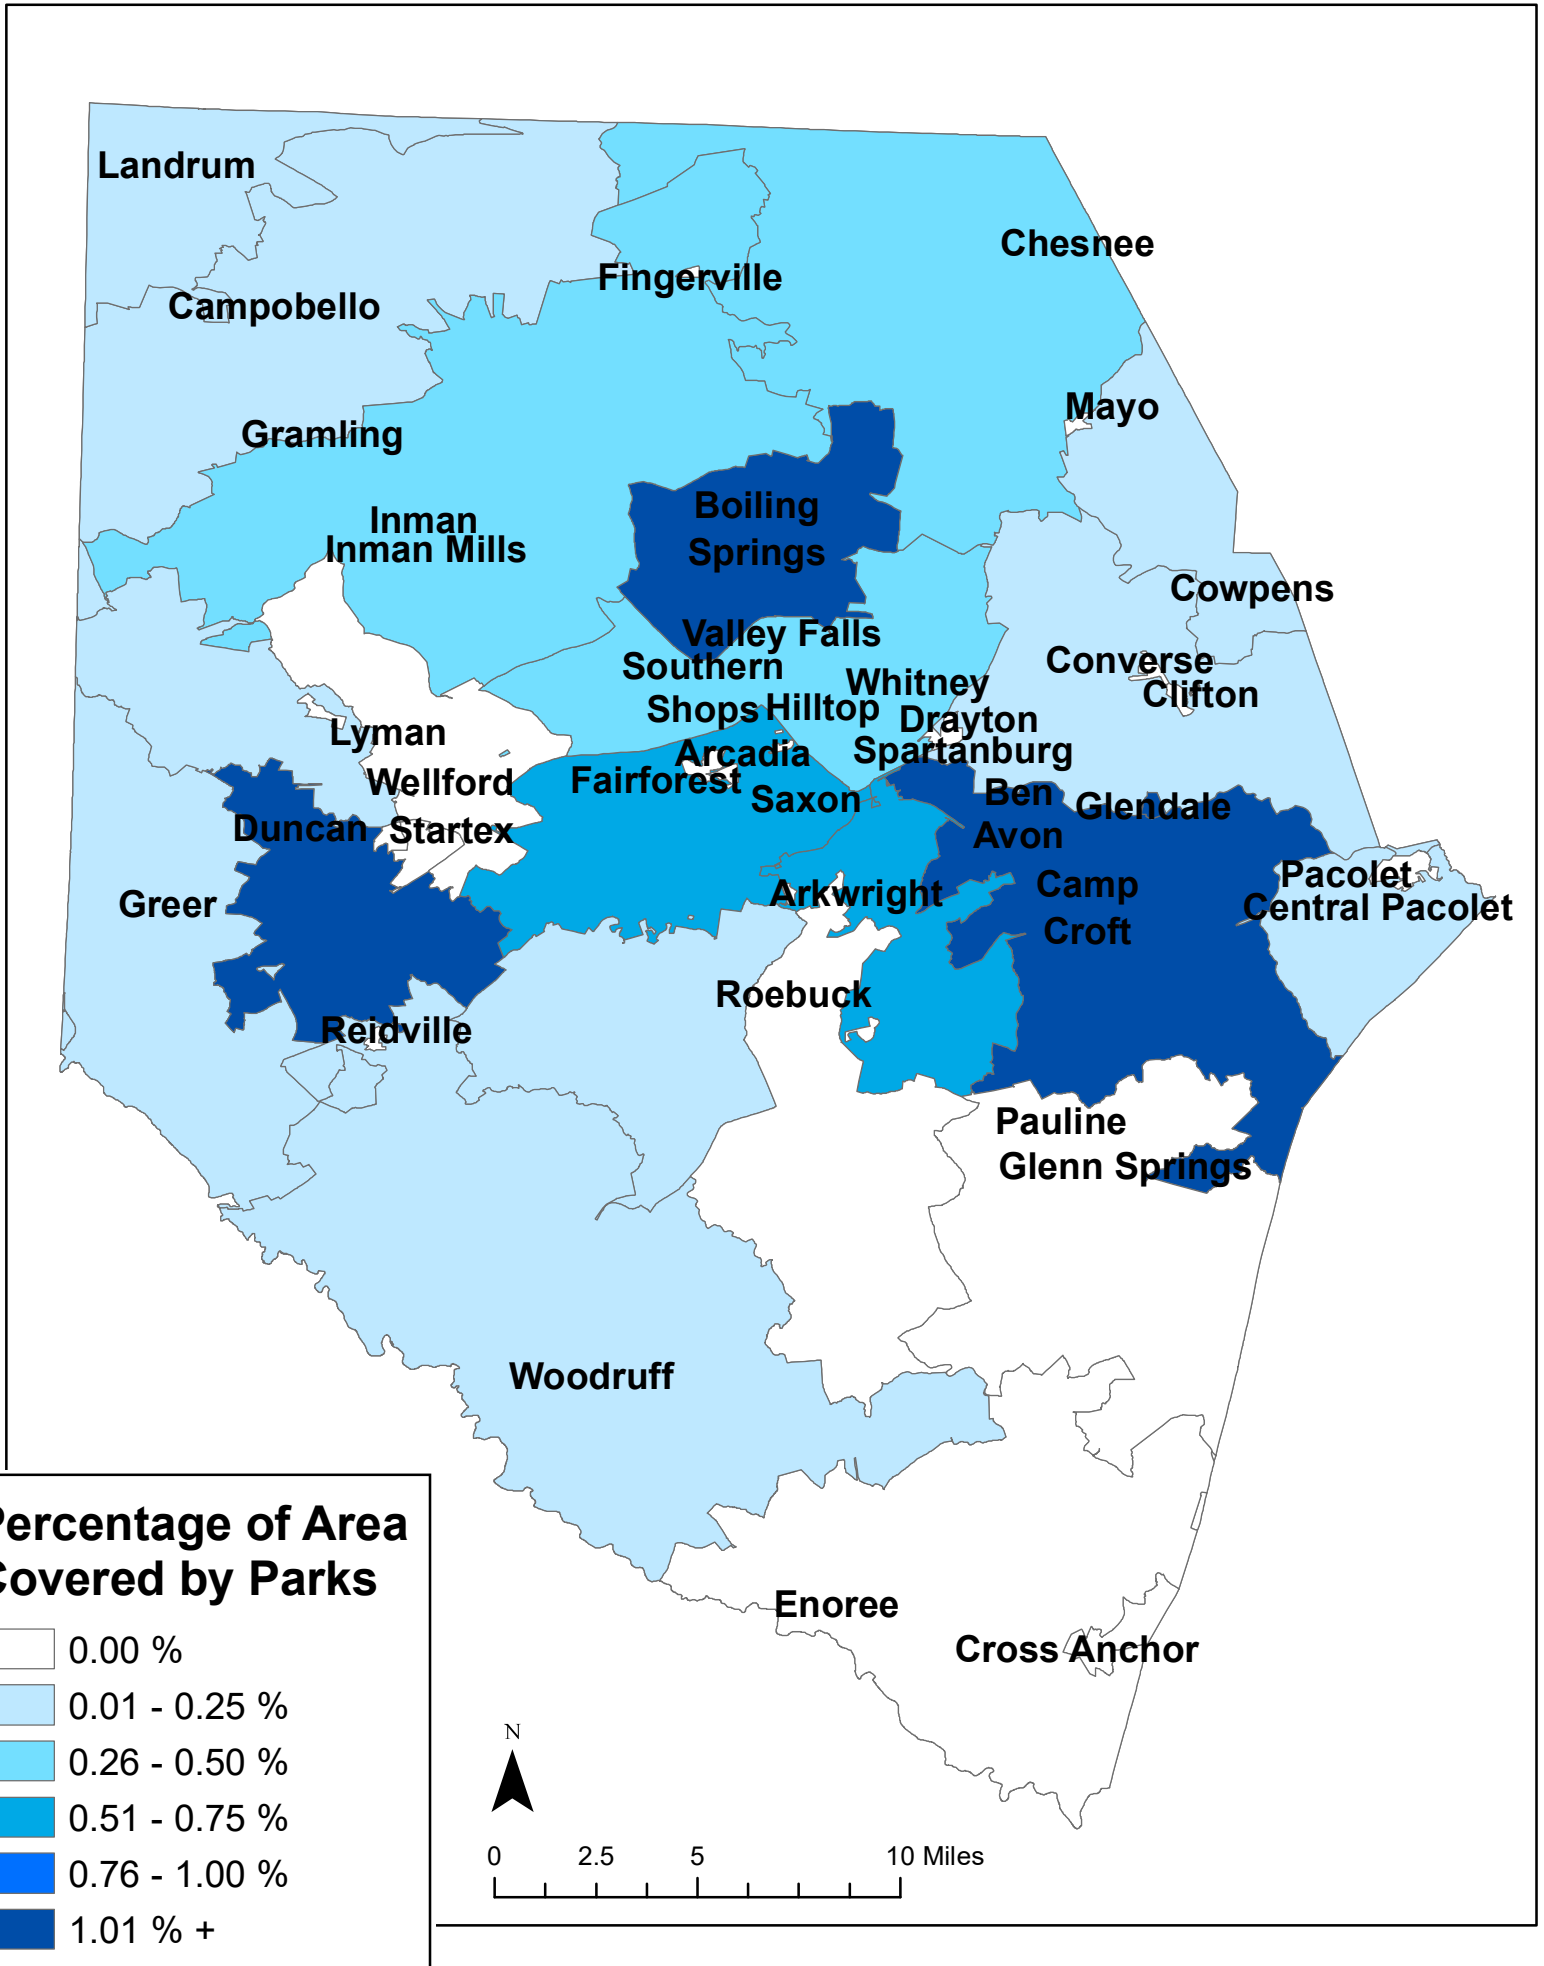 Landrum
Chesnee
Fingerville
Campobello
Mayo
Gramling
Boiling
Springs
Inman
Inman Mills
Cowpens
Valley Falls
Southern
Shops
Converse
Clifton
Whitney
Hilltop
Drayton
Spartanburg
Lyman
Arcadia
Fairforest
Wellford
Saxon
Ben
Avon
Glendale
Duncan
Startex
Pacolet
Central Pacolet
Camp
Croft
Arkwright
Greer
Roebuck
Reidville
Pauline
Glenn Springs
Woodruff
Enoree
Cross Anchor
Percentage of Area
Covered by Parks
0.00 %
0.01 - 0.25 %
0.26 - 0.50 %
0.51 - 0.75 %
0.76 - 1.00 %
1.01 % +
N
0 2.5 5 10 Miles